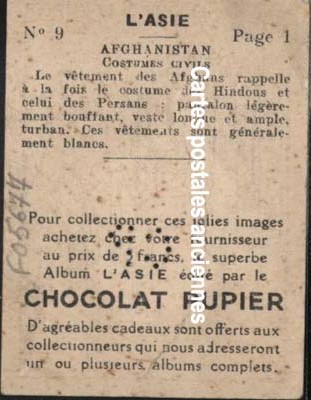 L'ASIE
Nº 9 Page 1
AFGHANISTAN
COSTUMES CIVILS
Le vêtement des Afghans rappelle
à la fois le costume des Hindous et
celui des Persans : pantalon légère-
ment bouffant, veste longue et ample,
turban. Ces vêtements sont générale-
ment blancs.
Pour collectionner ces jolies images
achetez chez votre fournisseur
au prix de francs, le superbe
Album L'ASIE édité par le
CHOCOLAT PUPIER
D'agréables cadeaux sont offerts aux
collectionneurs qui nous adresseront
un ou plusieurs albums complets.
Cartespostalesanciennes